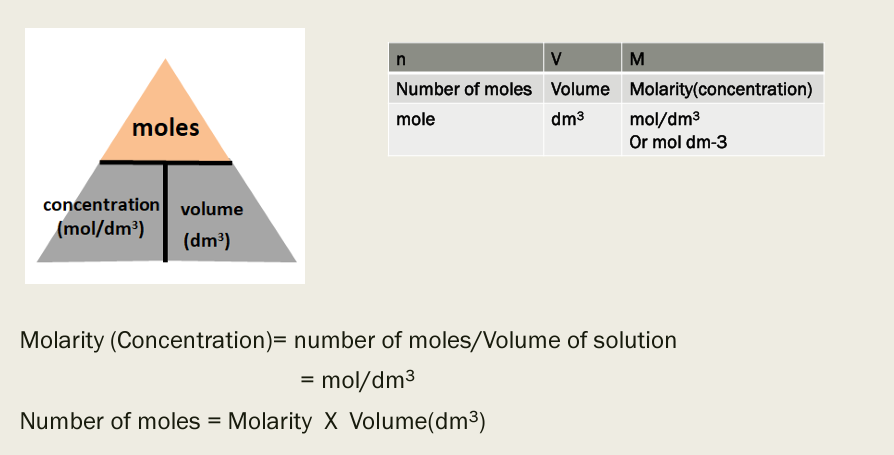 moles
concentration
(mol/dm³)
volume
(dm³)
n V M
Number of moles Volume Molarity(concentration)
mole dm³ mol/dm³
Or mol dm-3
Molarity (Concentration)= number of moles/Volume of solution
= mol/dm³
Number of moles = Molarity X Volume(dm³)